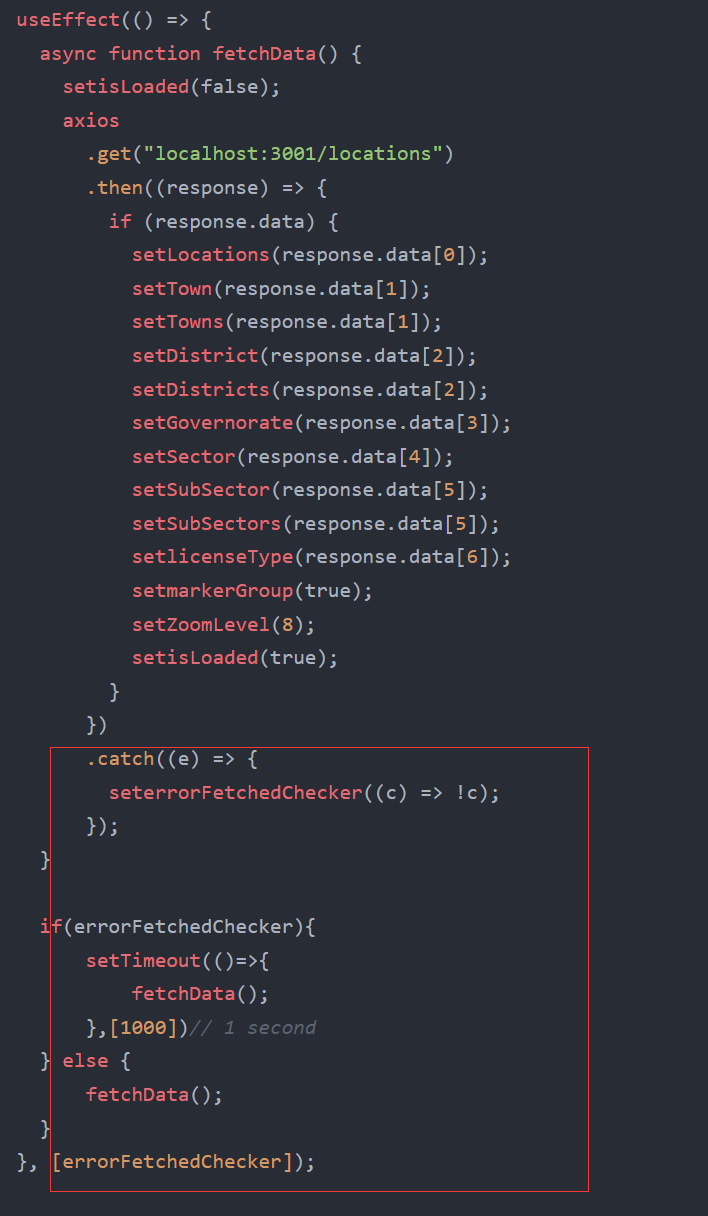 useEffect(() => {
  async function fetchData() {
    setisLoaded(false);
    axios
      .get("localhost:3001/locations")
      .then((response) => {
        if (response.data) {
          setLocations(response.data[0]);
          setTown(response.data[1]);
          setTowns(response.data[1]);
          setDistrict(response.data[2]);
          setDistricts(response.data[2]);
          setGovernorate(response.data[3]);
          setSector(response.data[4]);
          setSubSector(response.data[5]);
          setSubSectors(response.data[5]);
          setlicenseType(response.data[6]);
          setmarkerGroup(true);
          setZoomLevel(8);
          setisLoaded(true);
        }
      })
      .catch((e) => {
        seterrorFetchedChecker((c) => !c);
      });
  }

  if(errorFetchedChecker){
      setTimeout(()=>{
          fetchData();
      },[1000])// 1 second
  } else {
      fetchData();
  }
}, [errorFetchedChecker]);